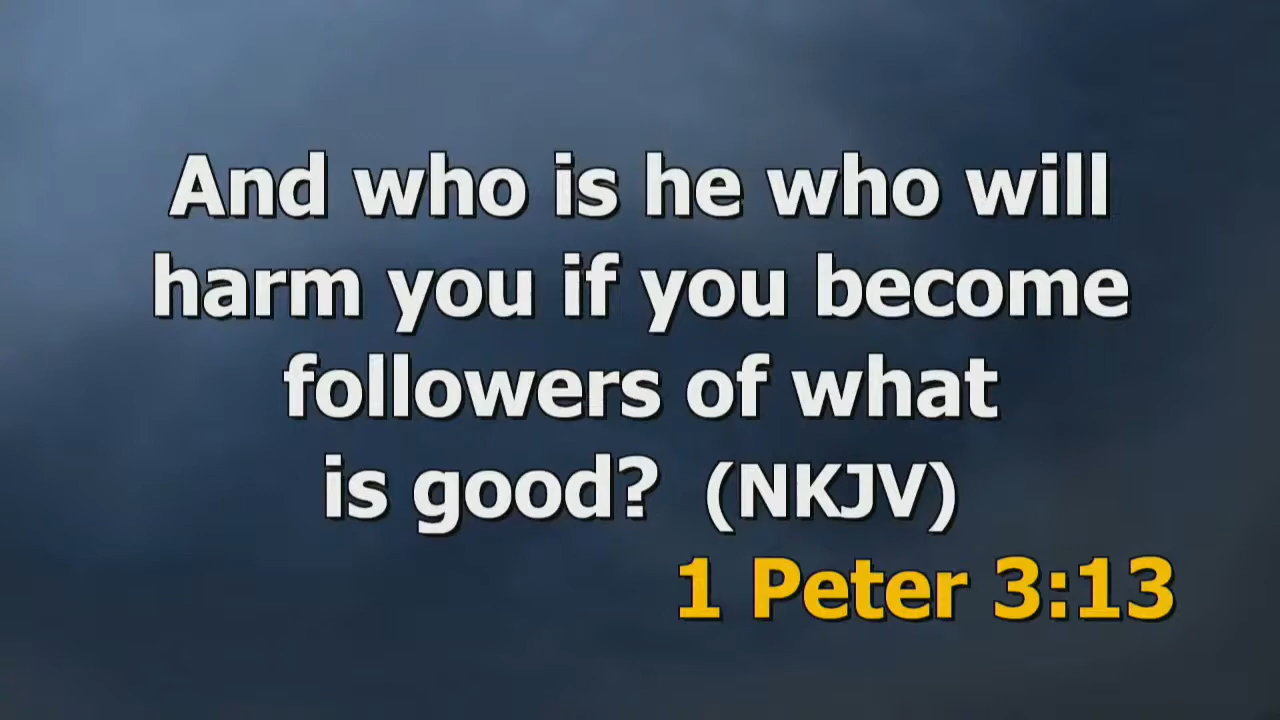 And who is he who will
harm you if you become
followers of what
is good? (NKJV)
1 Peter 3:13